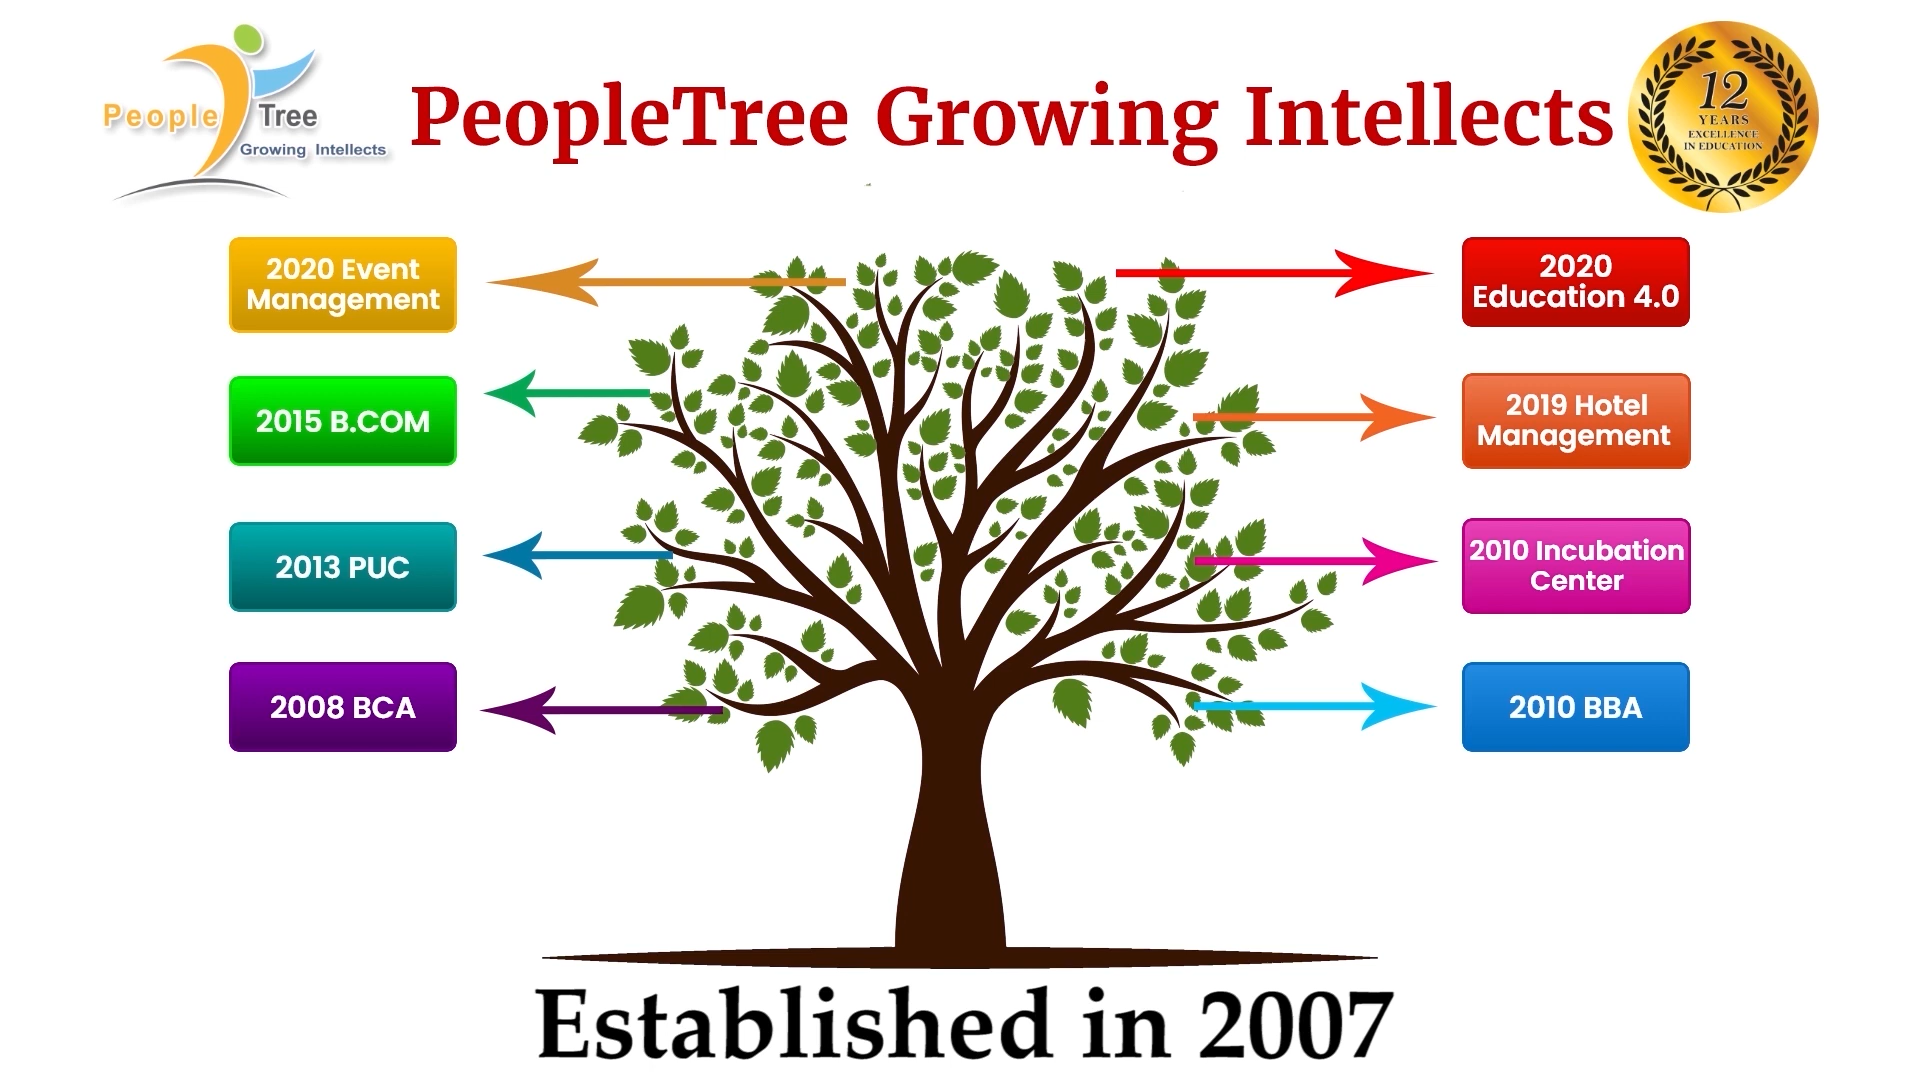 People Tree
Growing Intellects
PeopleTree Growing Intellects
12
YEARS
EXCELLENCE
IN EDUCATION
2020 Event
Management
2020
Education 4.0
2015 B.COM
2019 Hotel
Management
2013 PUC
2010 Incubation
Center
2008 BCA
2010 BBA
Established in 2007